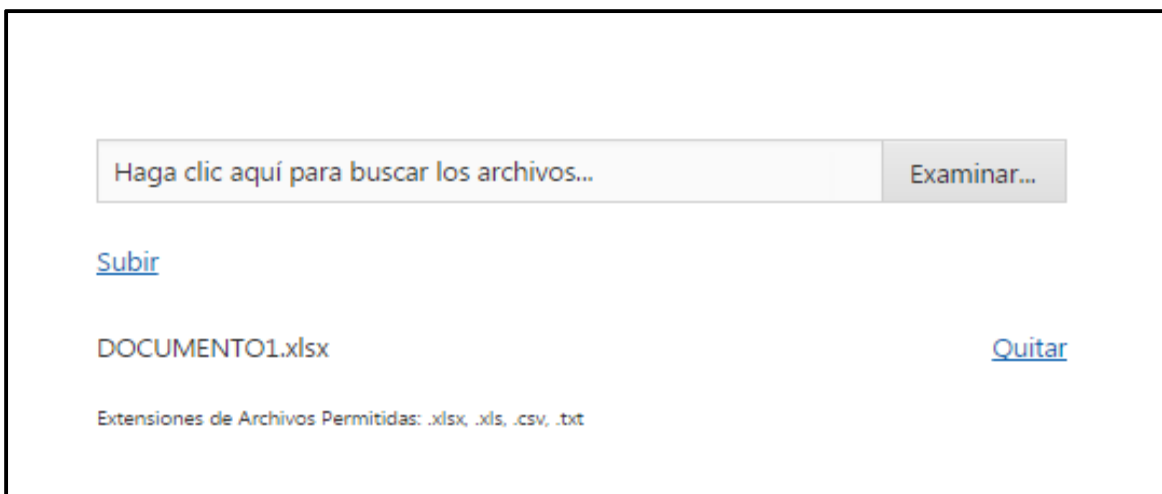 Haga clic aquí para buscar los archivos... Examinar...
Subir
DOCUMENTO1.xlsx Quitar
Extensiones de Archivos Permitidas: .xlsx, .xls, .csv, .txt